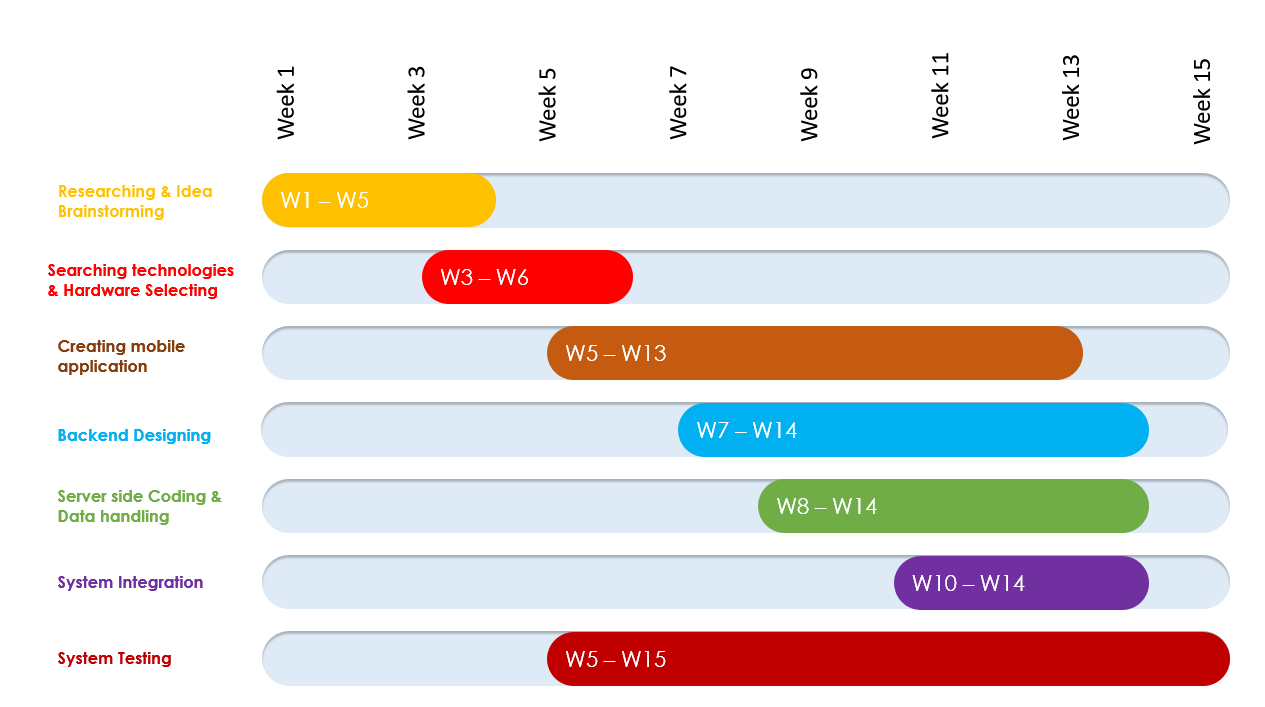 Week 1
Week 3
Week 5
Week 7
Week 9
Week 11
Week 13
Week 15
Researching & Idea
Brainstorming
W1 – W5
Searching technologies
& Hardware Selecting
W3 – W6
Creating mobile
application
W5 – W13
Backend Designing
W7 – W14
Server side Coding &
Data handling
W8 – W14
System Integration
W10 – W14
System Testing
W5 – W15